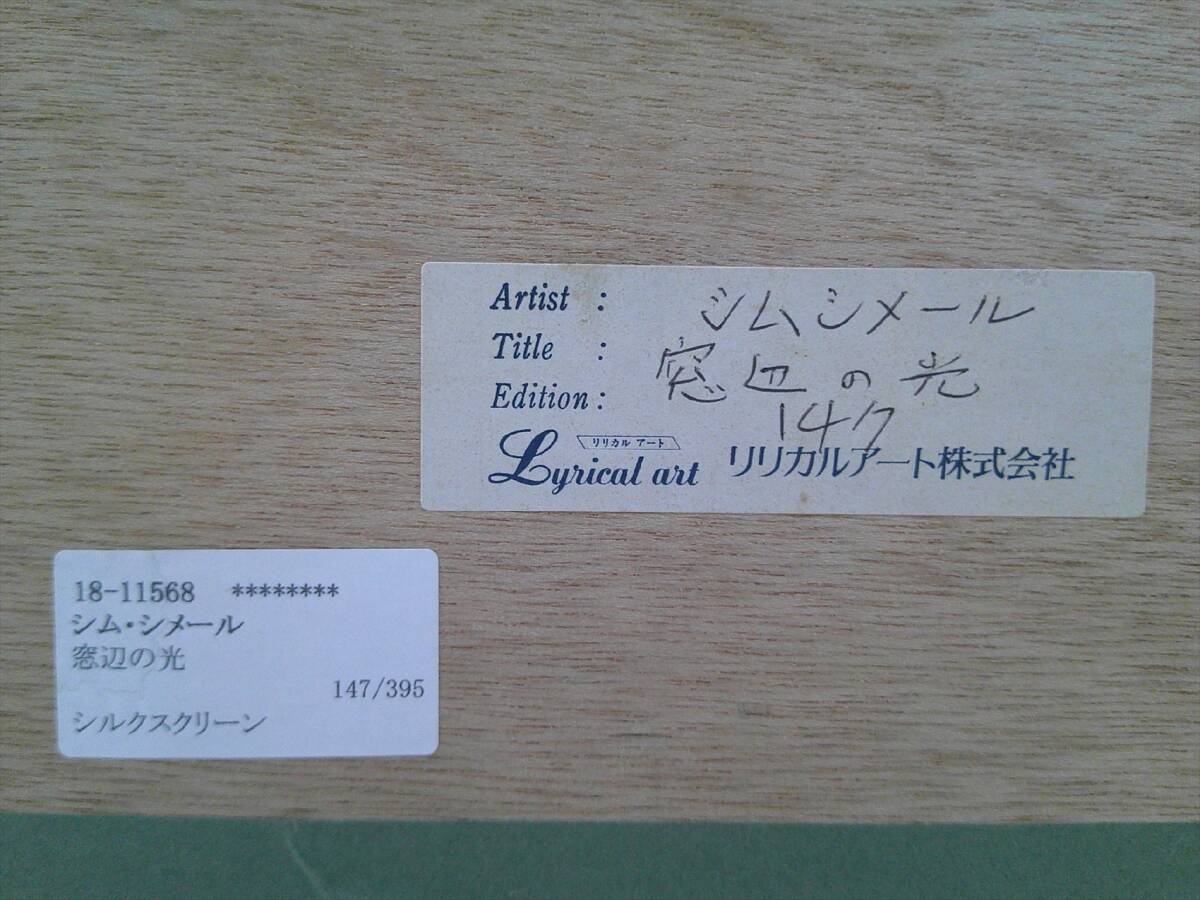 Artist : シムシメール
Title : 窓辺の光
Edition : 147
リリカル アート
Lyrical art リリカルアート株式会社
18-11568 ********
シム・シメール
窓辺の光
147/395
シルクスクリーン